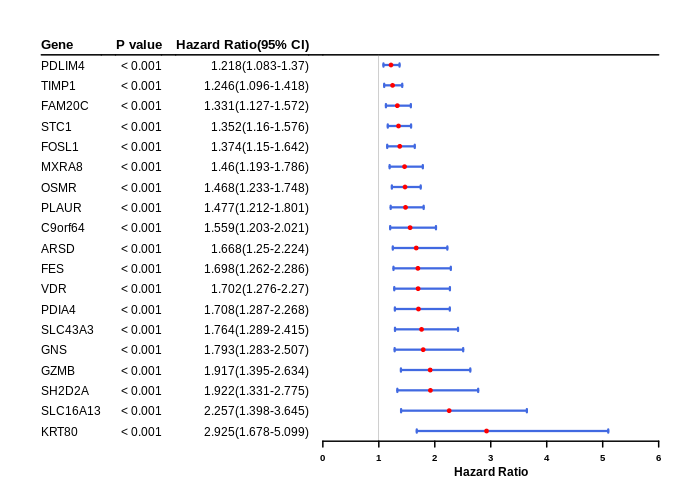 Gene P value Hazard Ratio(95% CI)
PDLIM4 < 0.001 1.218(1.083-1.37)
TIMP1 < 0.001 1.246(1.096-1.418)
FAM20C < 0.001 1.331(1.127-1.572)
STC1 < 0.001 1.352(1.16-1.576)
FOSL1 < 0.001 1.374(1.15-1.642)
MXRA8 < 0.001 1.46(1.193-1.786)
OSMR < 0.001 1.468(1.233-1.748)
PLAUR < 0.001 1.477(1.212-1.801)
C9orf64 < 0.001 1.559(1.203-2.021)
ARSD < 0.001 1.668(1.25-2.224)
FES < 0.001 1.698(1.262-2.286)
VDR < 0.001 1.702(1.276-2.27)
PDIA4 < 0.001 1.708(1.287-2.268)
SLC43A3 < 0.001 1.764(1.289-2.415)
GNS < 0.001 1.793(1.283-2.507)
GZMB < 0.001 1.917(1.395-2.634)
SH2D2A < 0.001 1.922(1.331-2.775)
SLC16A13 < 0.001 2.257(1.398-3.645)
KRT80 < 0.001 2.925(1.678-5.099)
0 1 2 3 4 5 6
Hazard Ratio